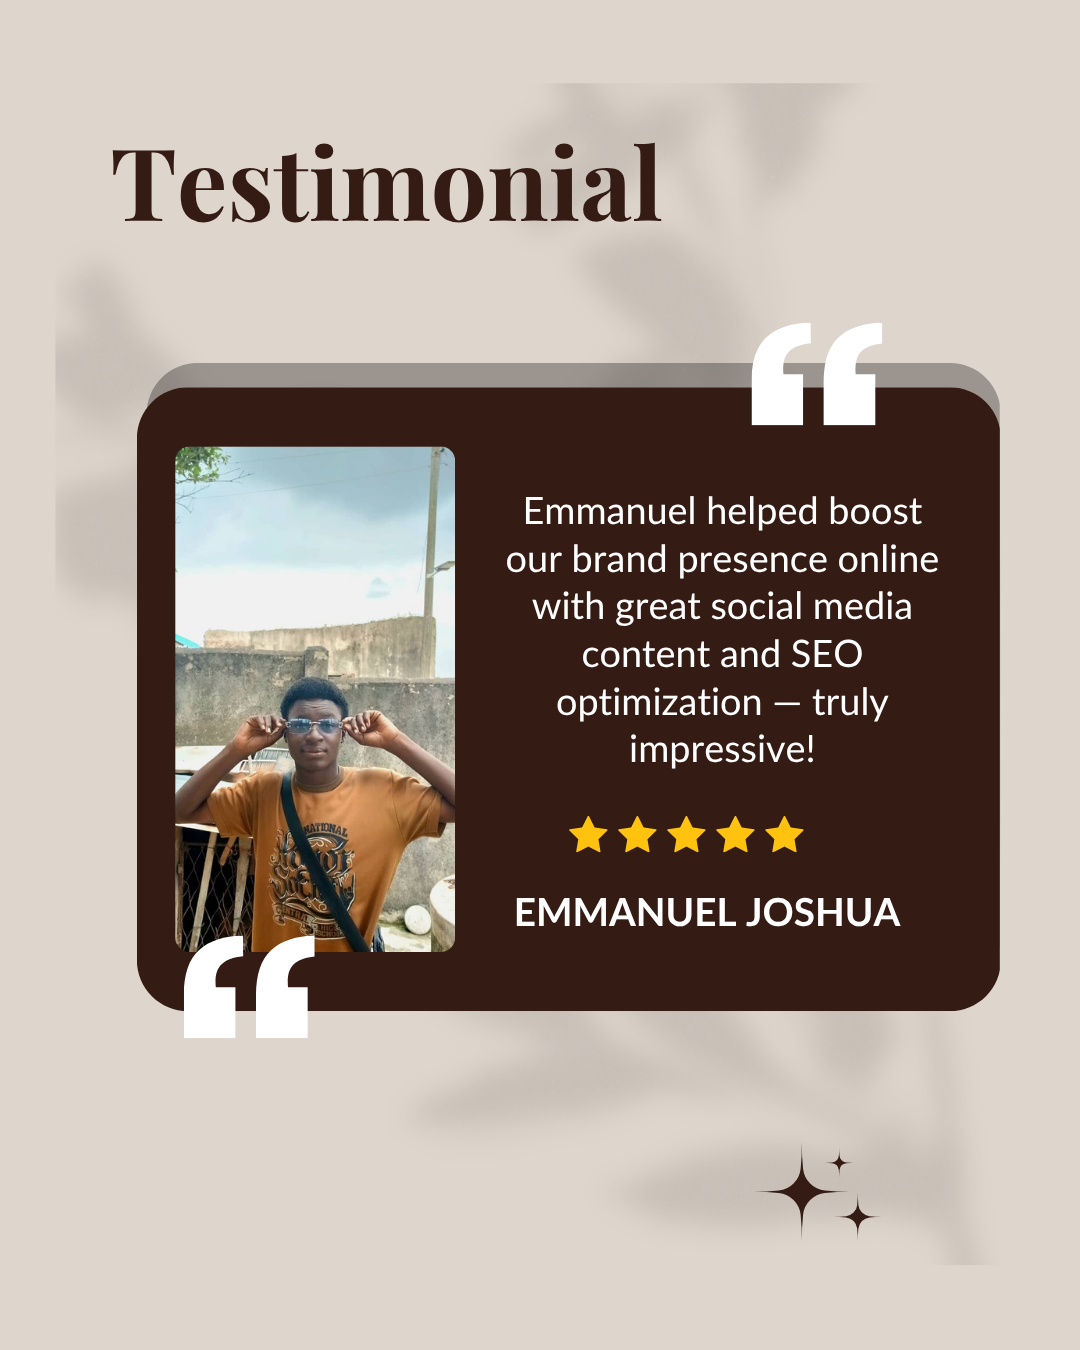 Testimonial
Emmanuel helped boost
our brand presence online
with great social media
content and SEO
optimization — truly
impressive!
EMMANUEL JOSHUA